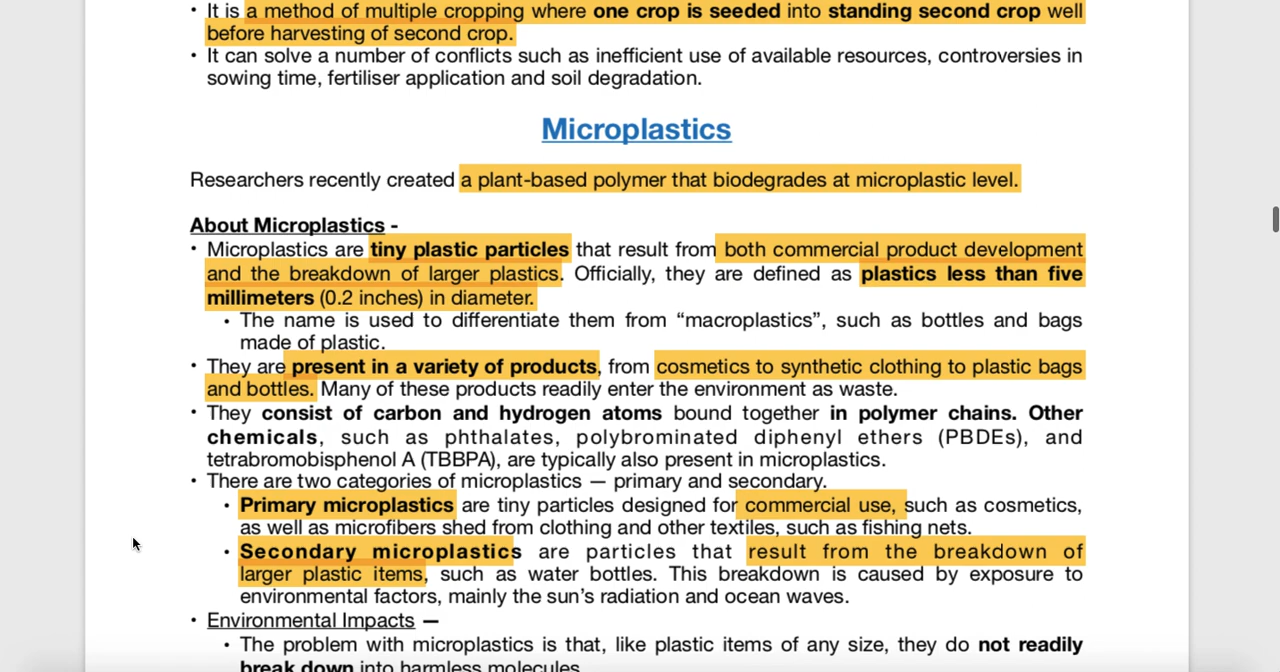 • It is a method of multiple cropping where one crop is seeded into standing second crop well
before harvesting of second crop.
• It can solve a number of conflicts such as inefficient use of available resources, controversies in
sowing time, fertiliser application and soil degradation.
Microplastics
Researchers recently created a plant-based polymer that biodegrades at microplastic level.
About Microplastics -
• Microplastics are tiny plastic particles that result from both commercial product development
and the breakdown of larger plastics. Officially, they are defined as plastics less than five
millimeters (0.2 inches) in diameter.
• The name is used to differentiate them from “macroplastics”, such as bottles and bags
made of plastic.
• They are present in a variety of products, from cosmetics to synthetic clothing to plastic bags
and bottles. Many of these products readily enter the environment as waste.
• They consist of carbon and hydrogen atoms bound together in polymer chains. Other
chemicals, such as phthalates, polybrominated diphenyl ethers (PBDEs), and
tetrabromobisphenol A (TBBPA), are typically also present in microplastics.
• There are two categories of microplastics — primary and secondary.
• Primary microplastics are tiny particles designed for commercial use, such as cosmetics,
as well as microfibers shed from clothing and other textiles, such as fishing nets.
• Secondary microplastics are particles that result from the breakdown of
larger plastic items, such as water bottles. This breakdown is caused by exposure to
environmental factors, mainly the sun’s radiation and ocean waves.
• Environmental Impacts —
• The problem with microplastics is that, like plastic items of any size, they do not readily
break down into harmless molecules.